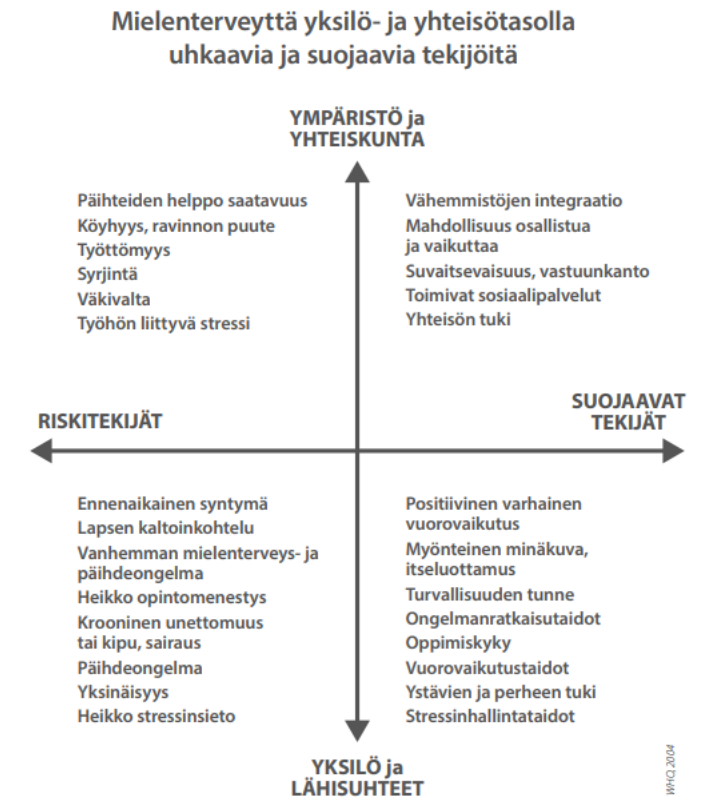 Mielenterveyttä yksilö- ja yhteisötasolla
uhkaavia ja suojaavia tekijöitä
YMPÄRISTÖ ja
YHTEISKUNTA
Päihteiden helppo saatavuus
Köyhyys, ravinnon puute
Työttömyys
Syrjintä
Väkivalta
Työhön liittyvä stressi
Vähemmistöjen integraatio
Mahdollisuus osallistua
ja vaikuttaa
Suvaitsevaisuus, vastuunkanto
Toimivat sosiaalipalvelut
Yhteisön tuki
RISKITEKIJÄT
SUOJAAVAT
TEKIJÄT
Ennenaikainen syntymä
Lapsen kaltoinkohtelu
Vanhemman mielenterveys- ja
päihdeongelma
Heikko opintomenestys
Krooninen unettomuus
tai kipu, sairaus
Päihdeongelma
Yksinäisyys
Heikko stressinsieto
Positiivinen varhainen
vuorovaikutus
Myönteinen minäkuva,
itseluottamus
Turvallisuuden tunne
Ongelmanratkaisutaidot
Oppimiskyky
Vuorovaikutustaidot
Ystävien ja perheen tuki
Stressinhallintataidot
YKSILÖ ja
LÄHISUHTEET
WHO, 2004